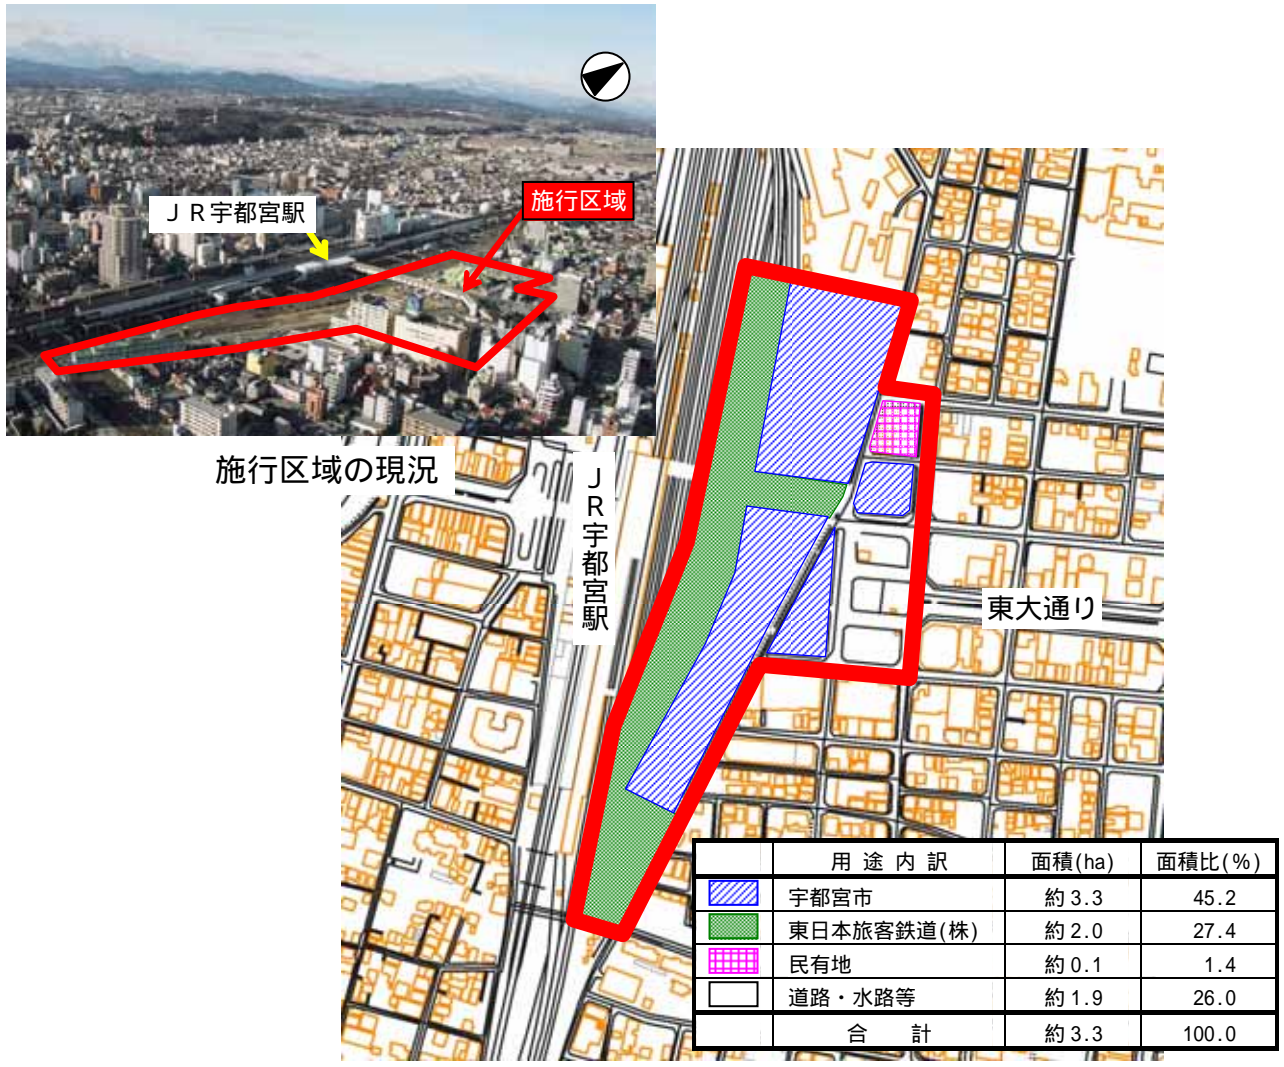 ＪＲ宇都宮駅
施行区域
施行区域の現況
ＪＲ宇都宮駅
東大通り
用途内訳 面積(ha) 面積比(%)
宇都宮市 約3.3 45.2
東日本旅客鉄道(株) 約2.0 27.4
民有地 約0.1 1.4
道路・水路等 約1.9 26.0
合 計 約3.3 100.0